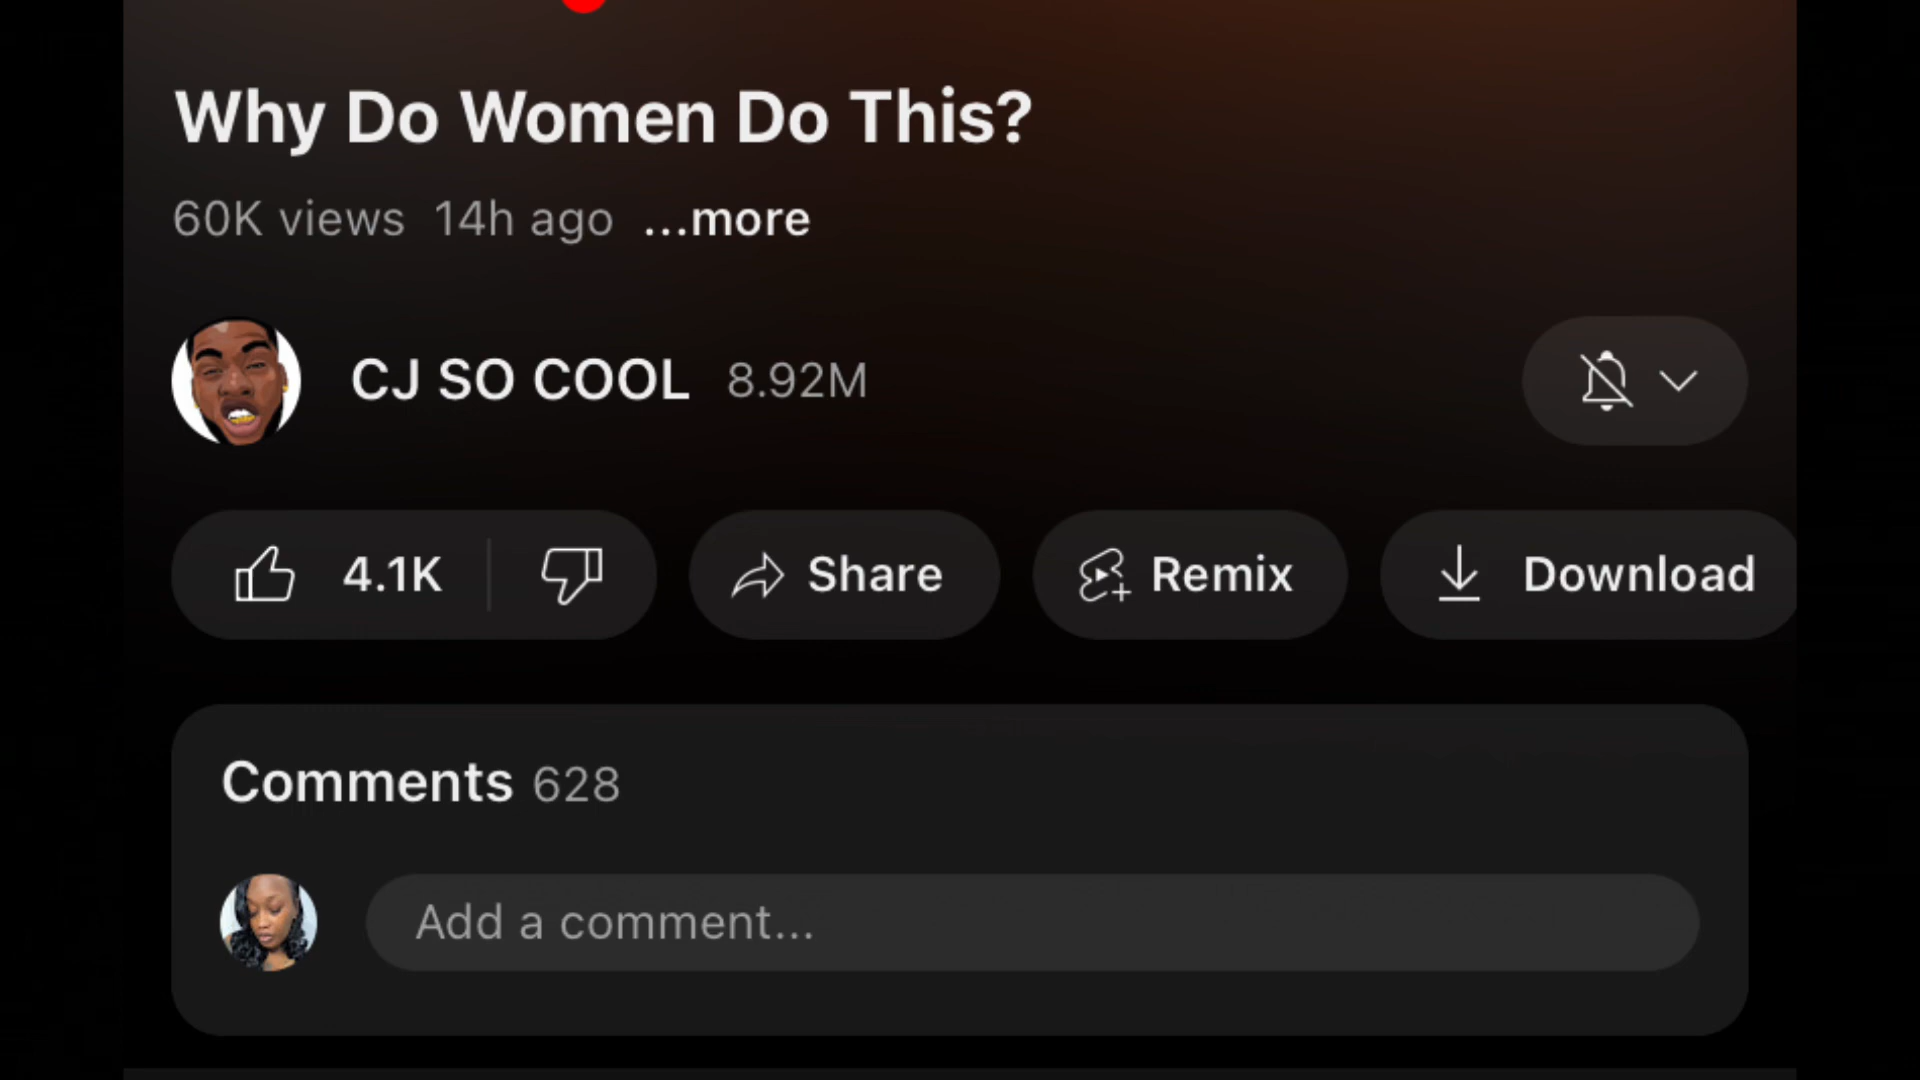 Why Do Women Do This?
60K views 14h ago ...more
CJ SO COOL 8.92M
4.1K Share Remix Download
Comments 628
Add a comment...